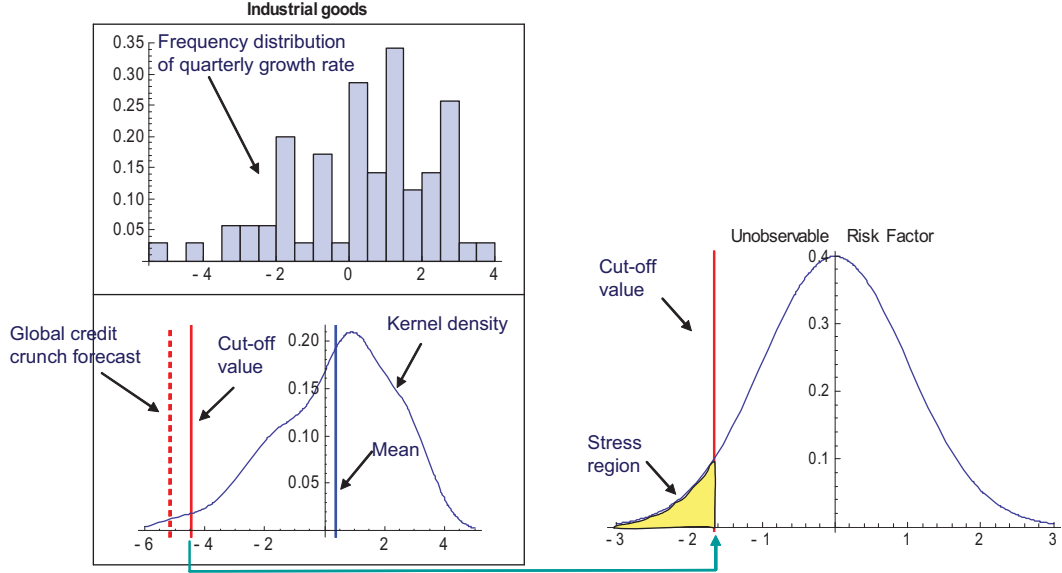 Industrial goods
0.35
0.30
0.25
0.20
0.15
0.10
0.05
Frequency distribution
of quarterly growth rate
- 4
- 2
0
2
4
Global credit
crunch forecast
Cut-off
value
Kernel density
Mean
0.20
0.15
0.10
0.05
- 6
- 4
- 2
2
4
Unobservable Risk Factor
Cut-off
value
Stress
region
0.4
0.3
0.2
0.1
- 3
- 2
- 1
1
2
3